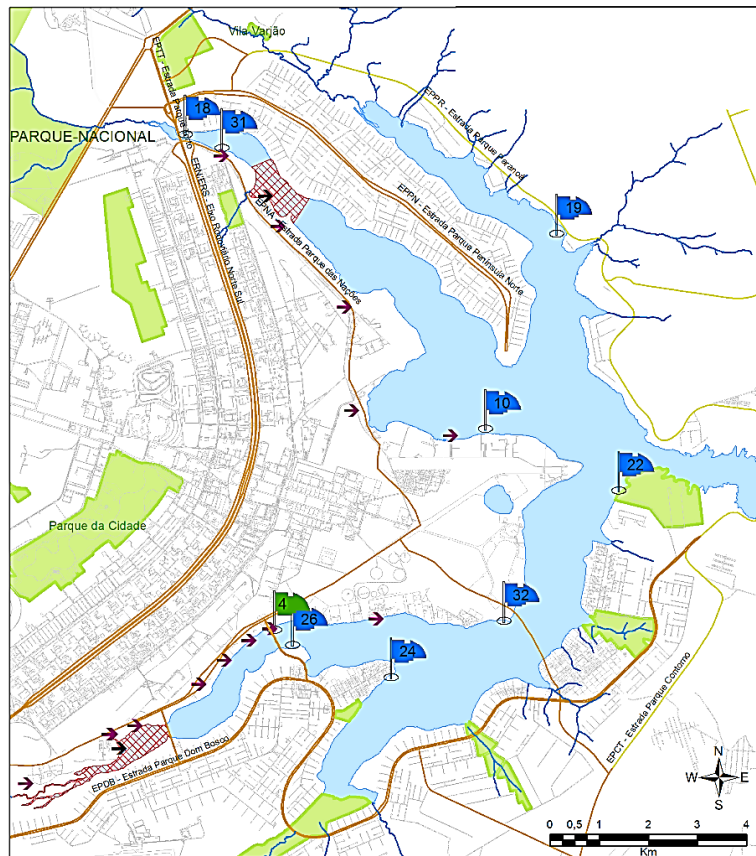 Vila Varjão
EPTT - Estrada Parque
18
31
PARQUE-NACIONAL
EPPR - Estrada Parque Paranoá
19
EPPN - Estrada Parque Península Norte
ERN/ERS - Eixo Rodoviário Norte Sul
EPNA - Estrada Parque das Nações
10
22
Parque da Cidade
4
26
32
24
EPDB - Estrada Parque Dom Bosco
EPCT - Estrada Parque Contorno
N
W E
S
0 0,5 1 2 3 4
Km